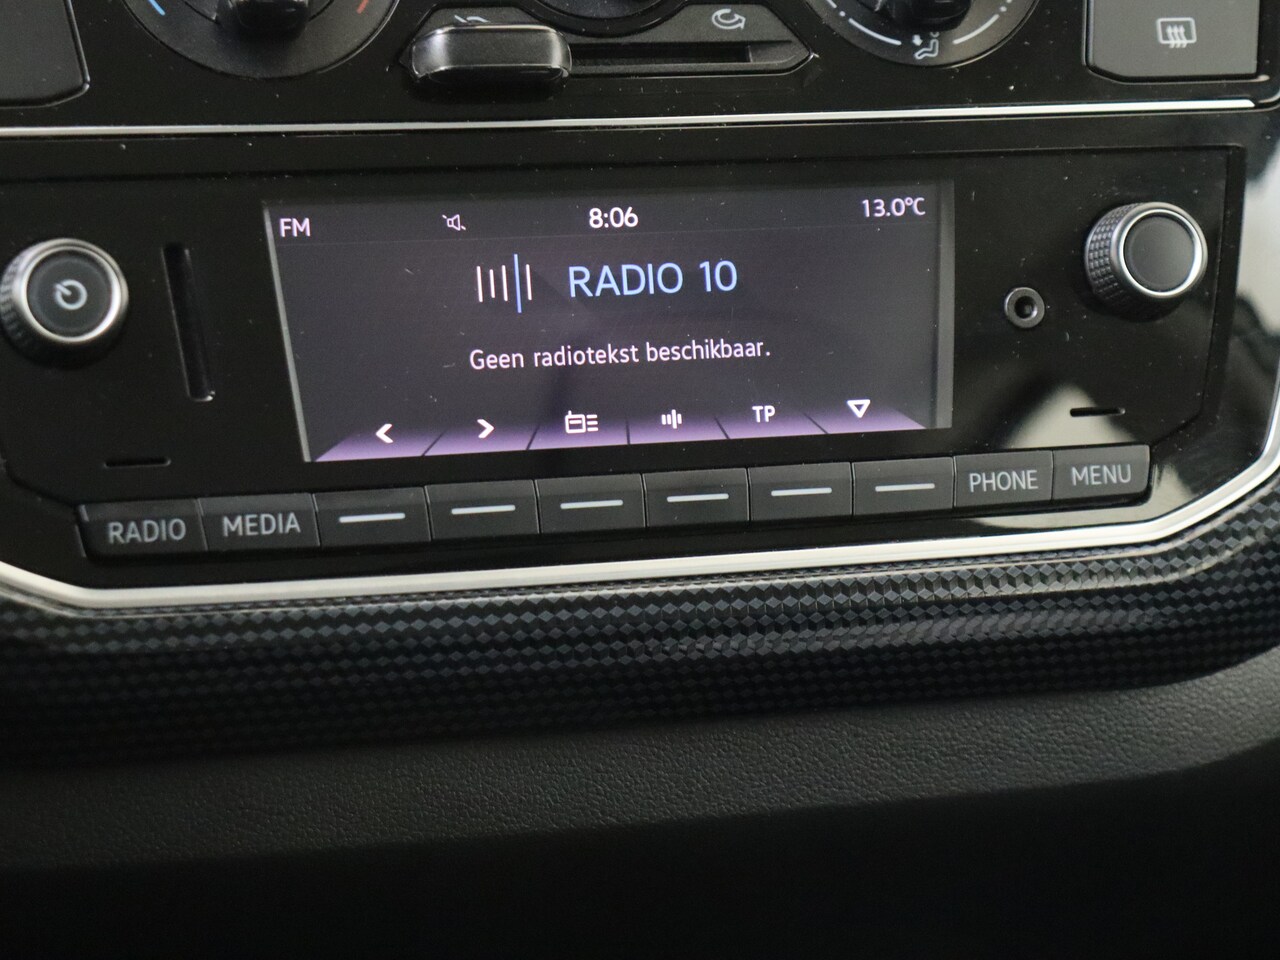 FM 8:06 13.0°C
RADIO 10
Geen radiotekst beschikbaar.
TP
RADIO MEDIA PHONE MENU